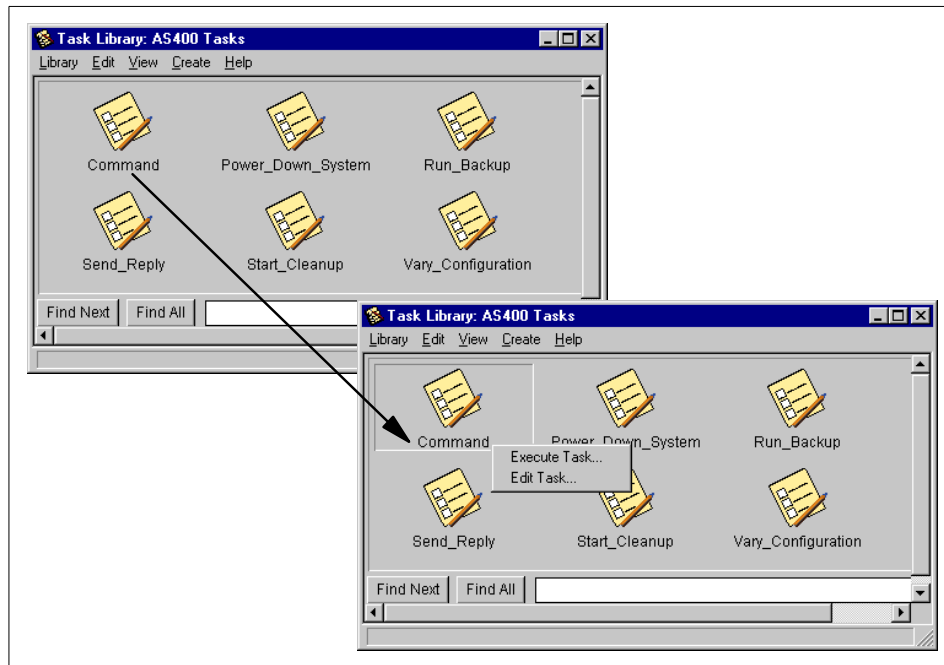 Task Library: AS400 Tasks
Library Edit View Create Help
Command Power_Down_System Run_Backup
Send_Reply Start_Cleanup Vary_Configuration
Find Next Find All
Task Library: AS400 Tasks
Library Edit View Create Help
Command Power_Down_System Run_Backup
Execute Task...
Edit Task...
Send_Reply Start_Cleanup Vary_Configuration
Find Next Find All